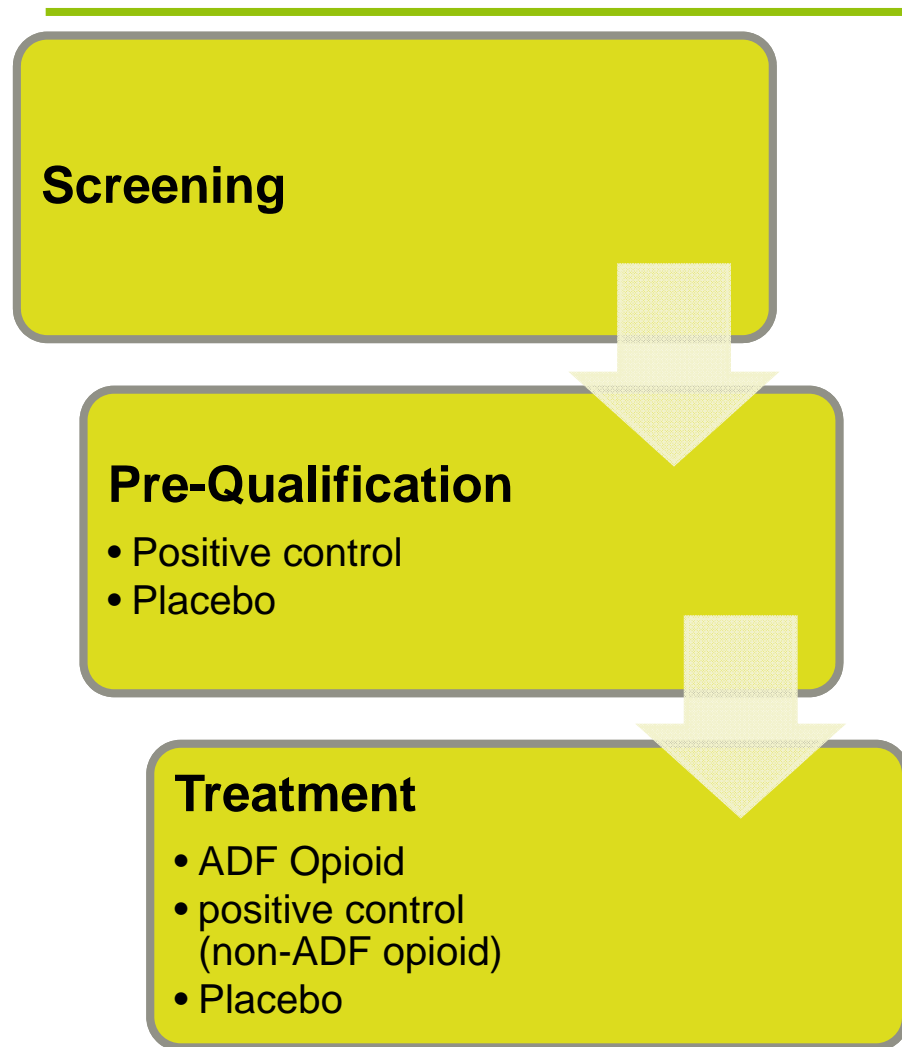 Screening
Pre-Qualification
• Positive control
• Placebo
Treatment
• ADF Opioid
• positive control
(non-ADF opioid)
• Placebo